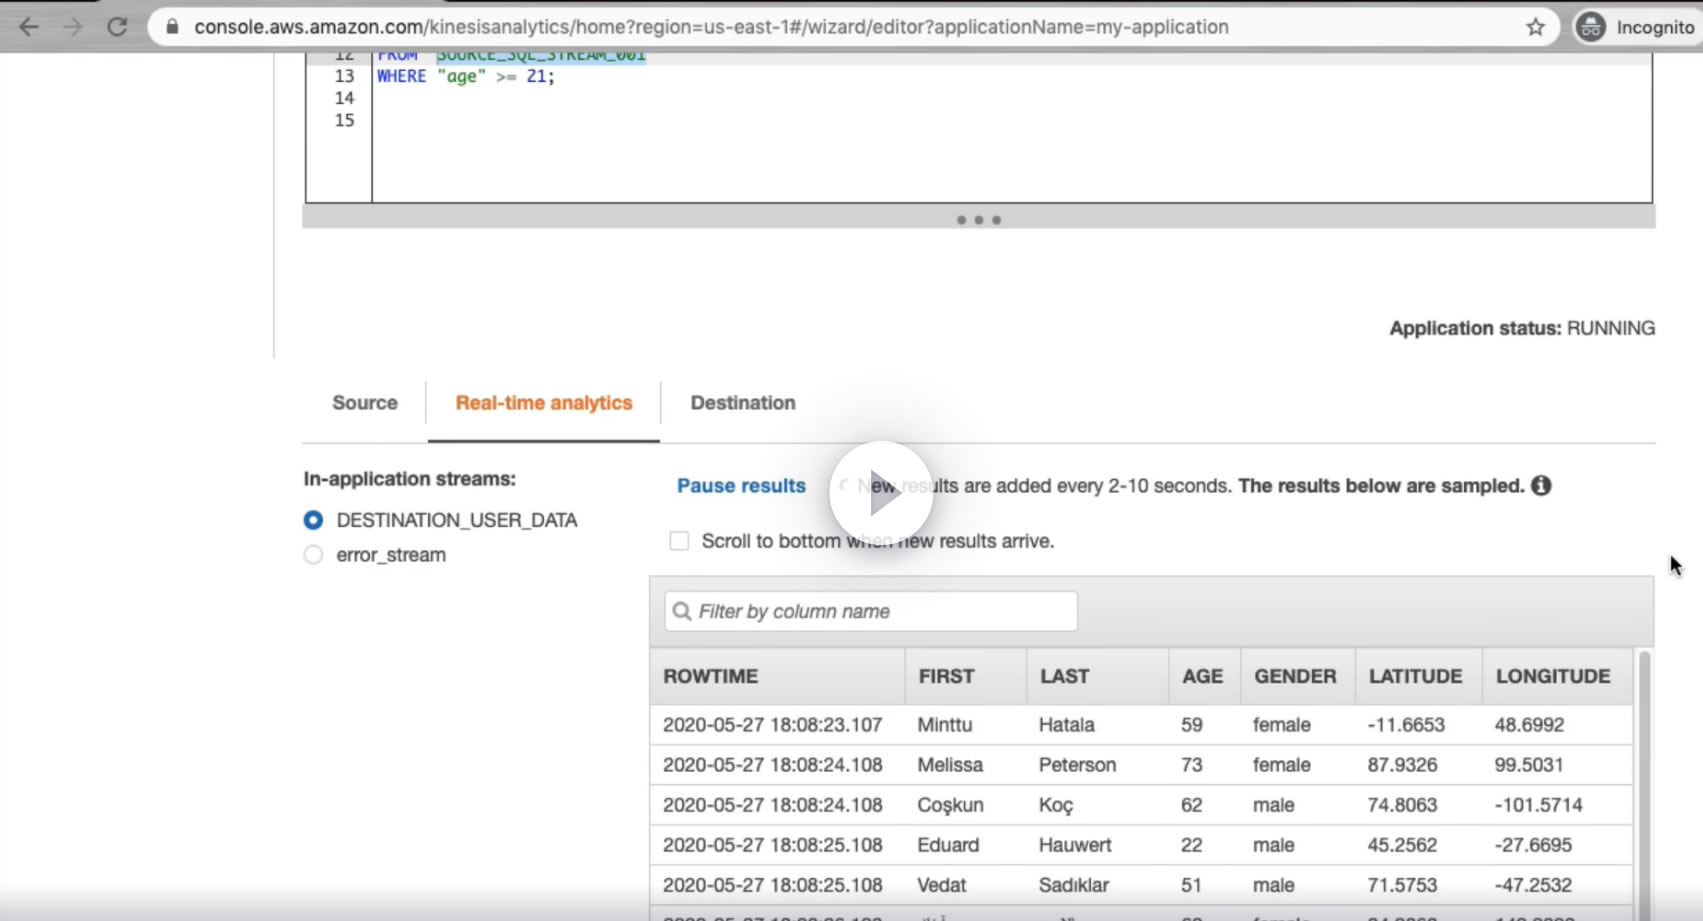 console.aws.amazon.com/kinesisanalytics/home?region=us-east-1#/wizard/editor?applicationName=my-application
Incognito
12 FROM "SOURCE_SQL_STREAM_001"
13 WHERE "age" >= 21;
14
15
Application status: RUNNING
Source Real-time analytics Destination
In-application streams:
DESTINATION_USER_DATA
error_stream
Pause results New results are added every 2-10 seconds. The results below are sampled.
Scroll to bottom when new results arrive.
Filter by column name
ROWTIME FIRST LAST AGE GENDER LATITUDE LONGITUDE
2020-05-27 18:08:23.107 Minttu Hatala 59 female -11.6653 48.6992
2020-05-27 18:08:24.108 Melissa Peterson 73 female 87.9326 99.5031
2020-05-27 18:08:24.108 Coşkun Koç 62 male 74.8063 -101.5714
2020-05-27 18:08:25.108 Eduard Hauwert 22 male 45.2562 -27.6695
2020-05-27 18:08:25.108 Vedat Sadıklar 51 male 71.5753 -47.2532